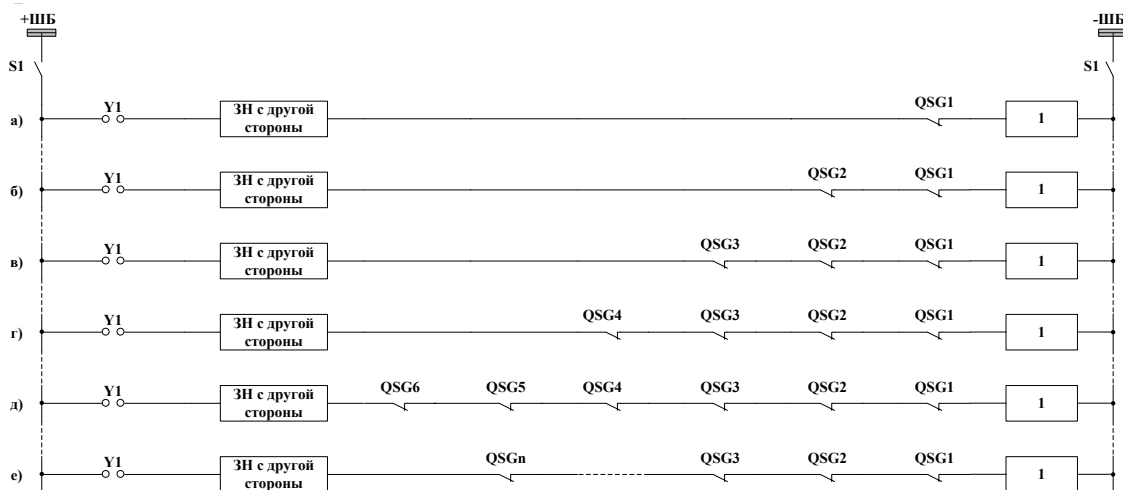 +ШБ -ШБ
S1 S1
а) Y1 ЗН с другой стороны QSG1 1
б) Y1 ЗН с другой стороны QSG2 QSG1 1
в) Y1 ЗН с другой стороны QSG3 QSG2 QSG1 1
г) Y1 ЗН с другой стороны QSG4 QSG3 QSG2 QSG1 1
д) Y1 ЗН с другой стороны QSG6 QSG5 QSG4 QSG3 QSG2 QSG1 1
е) Y1 ЗН с другой стороны QSGn QSG3 QSG2 QSG1 1